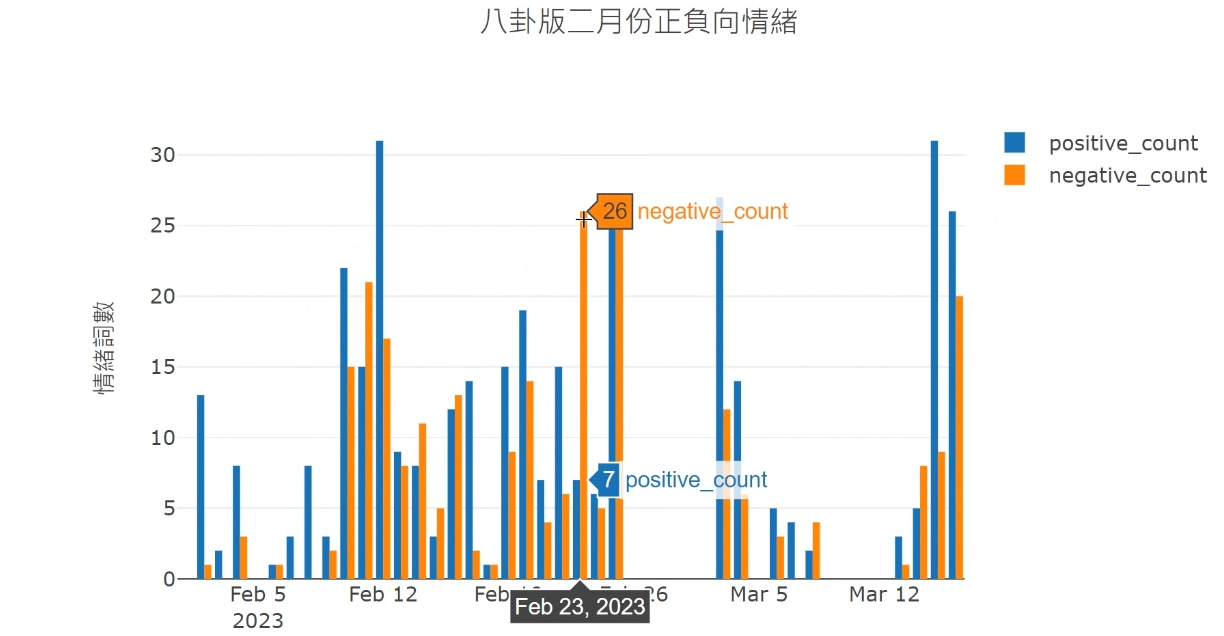 八卦版二月份正負向情緒
positive_count
negative_count
情緒詞數
30
25
20
15
10
5
0
26 negative_count
7 positive_count
Feb 5
2023
Feb 12
Mar 5
Mar 12
Feb 23, 2023